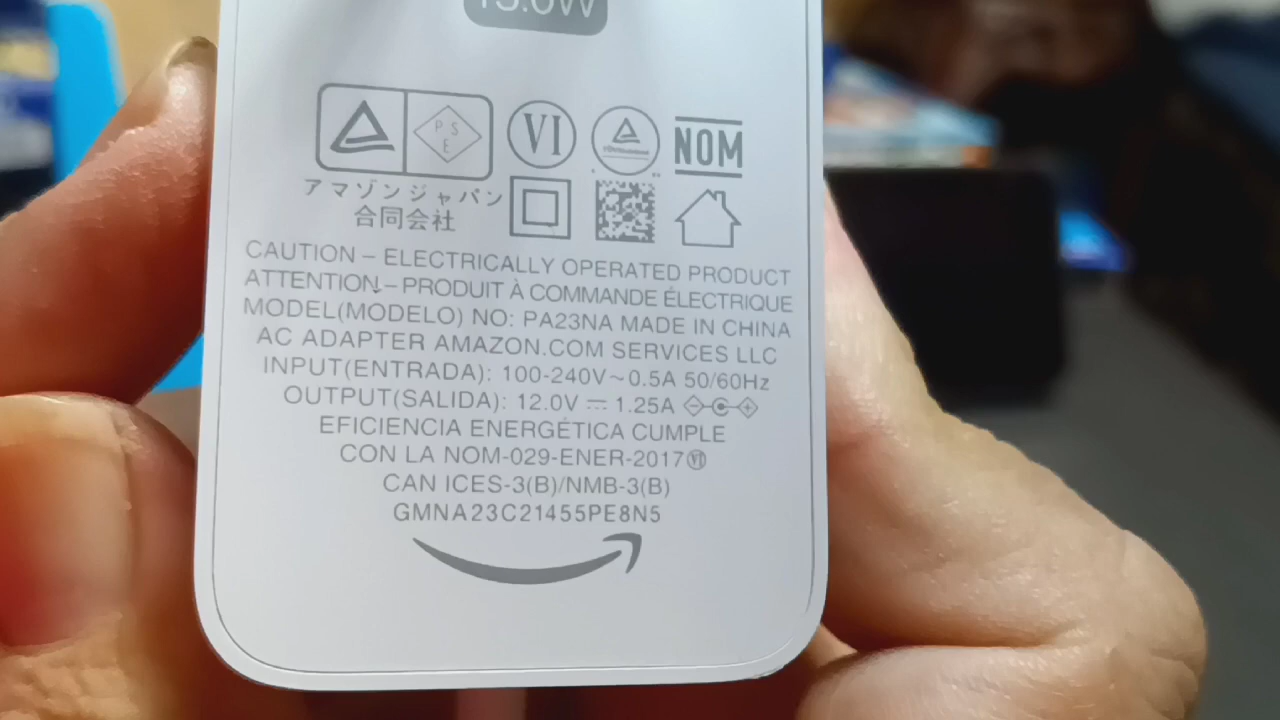 15.0W
P S E
VI
NOM
アマゾンジャパン
合同会社
CAUTION – ELECTRICALLY OPERATED PRODUCT
ATTENTION – PRODUIT À COMMANDE ÉLECTRIQUE
MODEL(MODELO) NO: PA23NA MADE IN CHINA
AC ADAPTER AMAZON.COM SERVICES LLC
INPUT(ENTRADA): 100-240V~0.5A 50/60Hz
OUTPUT(SALIDA): 12.0V ⎓ 1.25A
EFICIENCIA ENERGÉTICA CUMPLE
CON LA NOM-029-ENER-2017 VI
CAN ICES-3(B)/NMB-3(B)
GMNA23C21455PE8N5